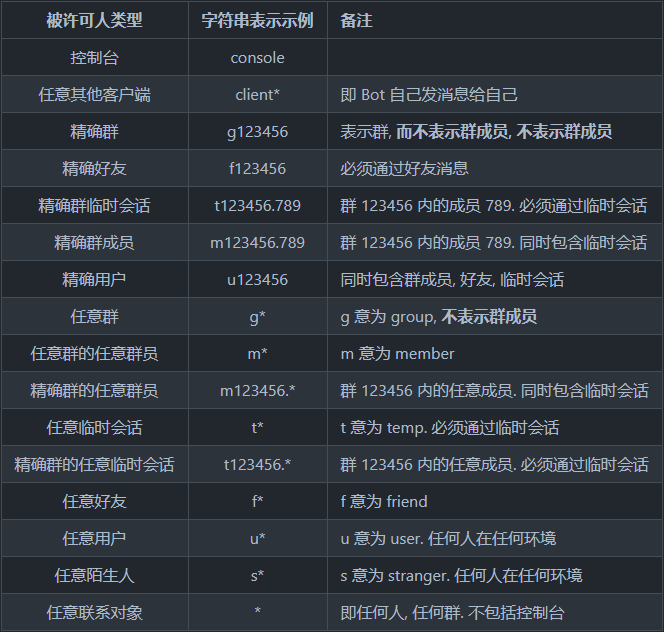 被许可人类型 字符串表示示例 备注
控制台 console
任意其他客户端 client* 即 Bot 自己发消息给自己
精确群 g123456 表示群, 而不表示群成员, 不表示群成员
精确好友 f123456 必须通过好友消息
精确群临时会话 t123456.789 群 123456 内的成员 789. 必须通过临时会话
精确群成员 m123456.789 群 123456 内的成员 789. 同时包含临时会话
精确用户 u123456 同时包含群成员, 好友, 临时会话
任意群 g* g 意为 group, 不表示群成员
任意群的任意群员 m* m 意为 member
精确群的任意群员 m123456.* 群 123456 内的任意成员. 同时包含临时会话
任意临时会话 t* t 意为 temp. 必须通过临时会话
精确群的任意临时会话 t123456.* 群 123456 内的任意成员. 必须通过临时会话
任意好友 f* f 意为 friend
任意用户 u* u 意为 user. 任何人在任何环境
任意陌生人 s* s 意为 stranger. 任何人在任何环境
任意联系对象 * 即任何人, 任何群. 不包括控制台